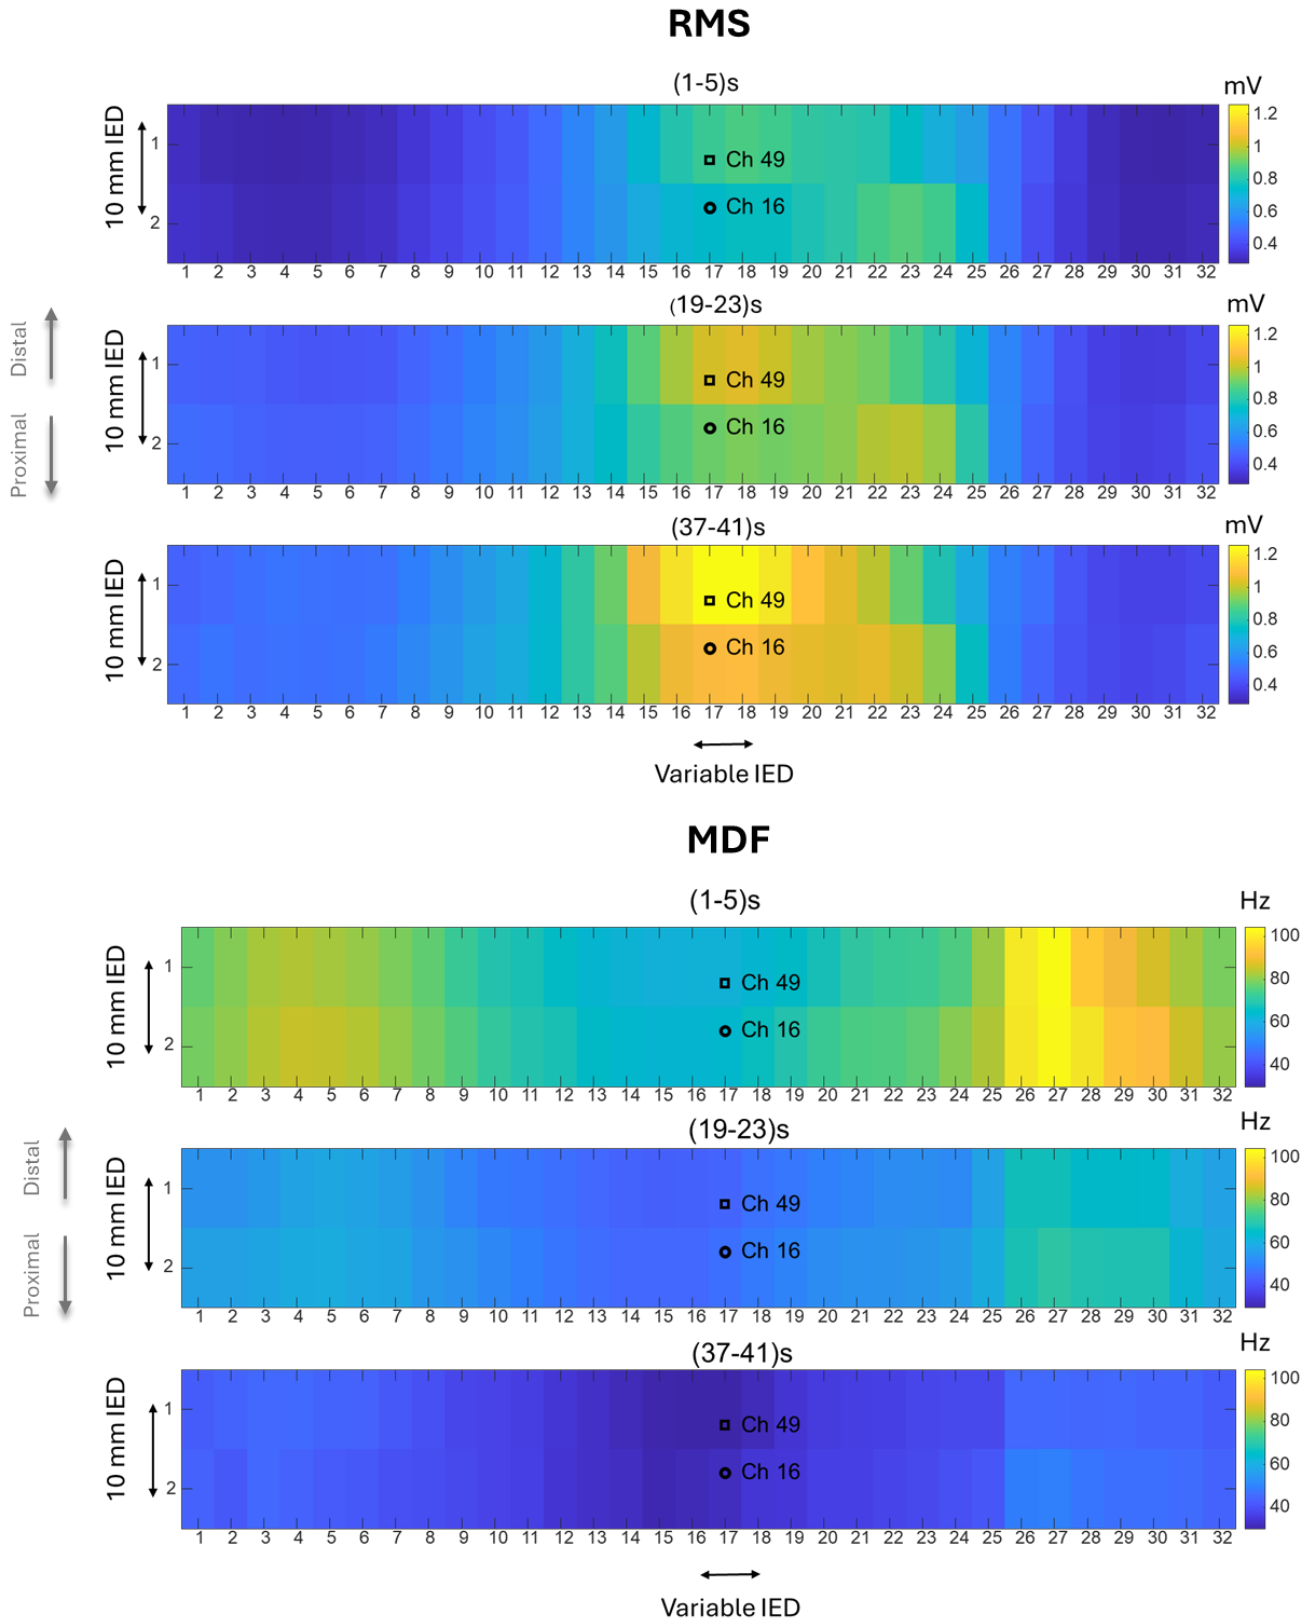 RMS
(1-5)s
mV
10 mm IED
1
2
Ch 49
Ch 16
1.2
1
0.8
0.6
0.4
1 2 3 4 5 6 7 8 9 10 11 12 13 14 15 16 17 18 19 20 21 22 23 24 25 26 27 28 29 30 31 32
(19-23)s
mV
Distal
Proximal
10 mm IED
1
2
Ch 49
Ch 16
1.2
1
0.8
0.6
0.4
1 2 3 4 5 6 7 8 9 10 11 12 13 14 15 16 17 18 19 20 21 22 23 24 25 26 27 28 29 30 31 32
(37-41)s
mV
10 mm IED
1
2
Ch 49
Ch 16
1.2
1
0.8
0.6
0.4
1 2 3 4 5 6 7 8 9 10 11 12 13 14 15 16 17 18 19 20 21 22 23 24 25 26 27 28 29 30 31 32
Variable IED
MDF
(1-5)s
Hz
10 mm IED
1
2
Ch 49
Ch 16
100
80
60
40
1 2 3 4 5 6 7 8 9 10 11 12 13 14 15 16 17 18 19 20 21 22 23 24 25 26 27 28 29 30 31 32
(19-23)s
Hz
Distal
Proximal
10 mm IED
1
2
Ch 49
Ch 16
100
80
60
40
1 2 3 4 5 6 7 8 9 10 11 12 13 14 15 16 17 18 19 20 21 22 23 24 25 26 27 28 29 30 31 32
(37-41)s
Hz
10 mm IED
1
2
Ch 49
Ch 16
100
80
60
40
1 2 3 4 5 6 7 8 9 10 11 12 13 14 15 16 17 18 19 20 21 22 23 24 25 26 27 28 29 30 31 32
Variable IED